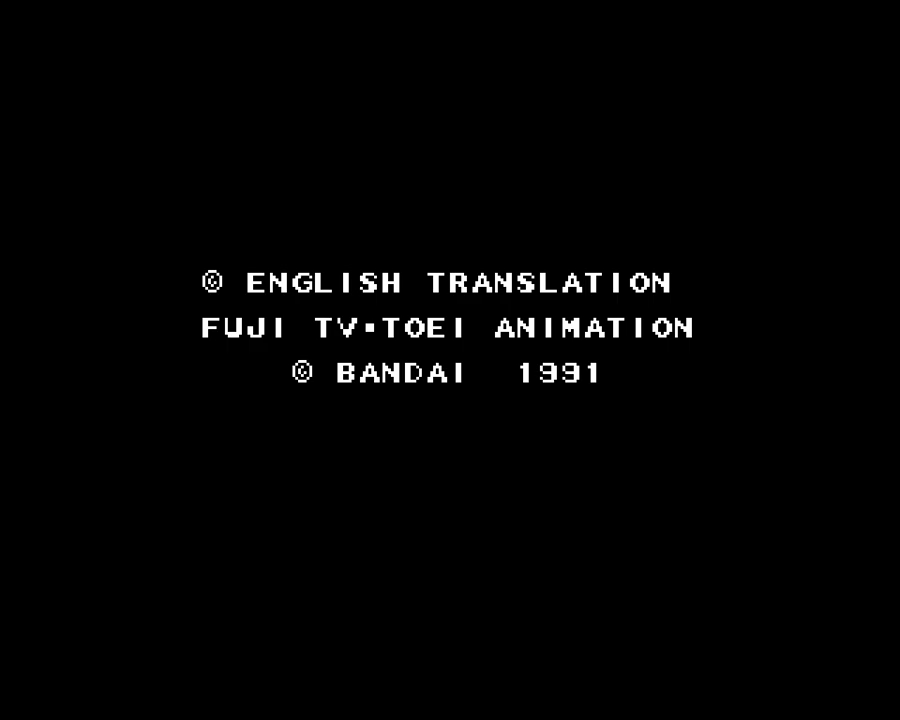 © ENGLISH TRANSLATION
FUJI TV▪TOEI ANIMATION
© BANDAI 1991